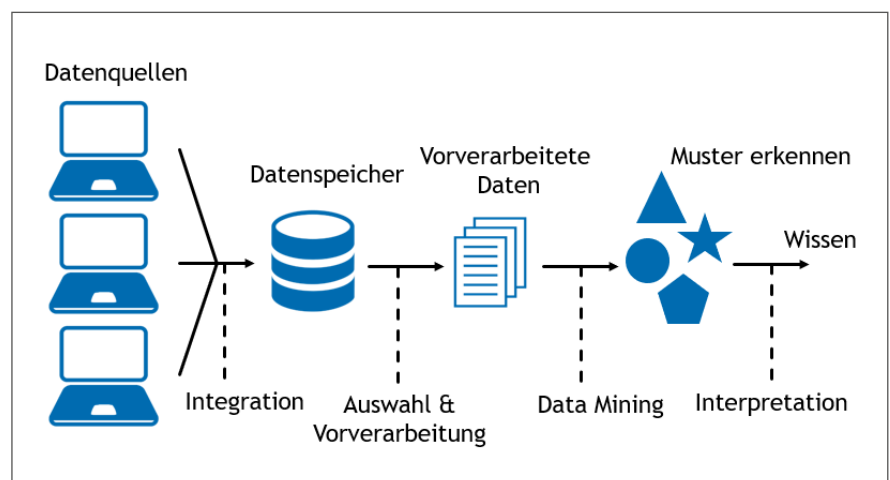 Datenquellen
Datenspeicher
Vorverarbeitete
Daten
Muster erkennen
Wissen
Integration
Auswahl &
Vorverarbeitung
Data Mining
Interpretation